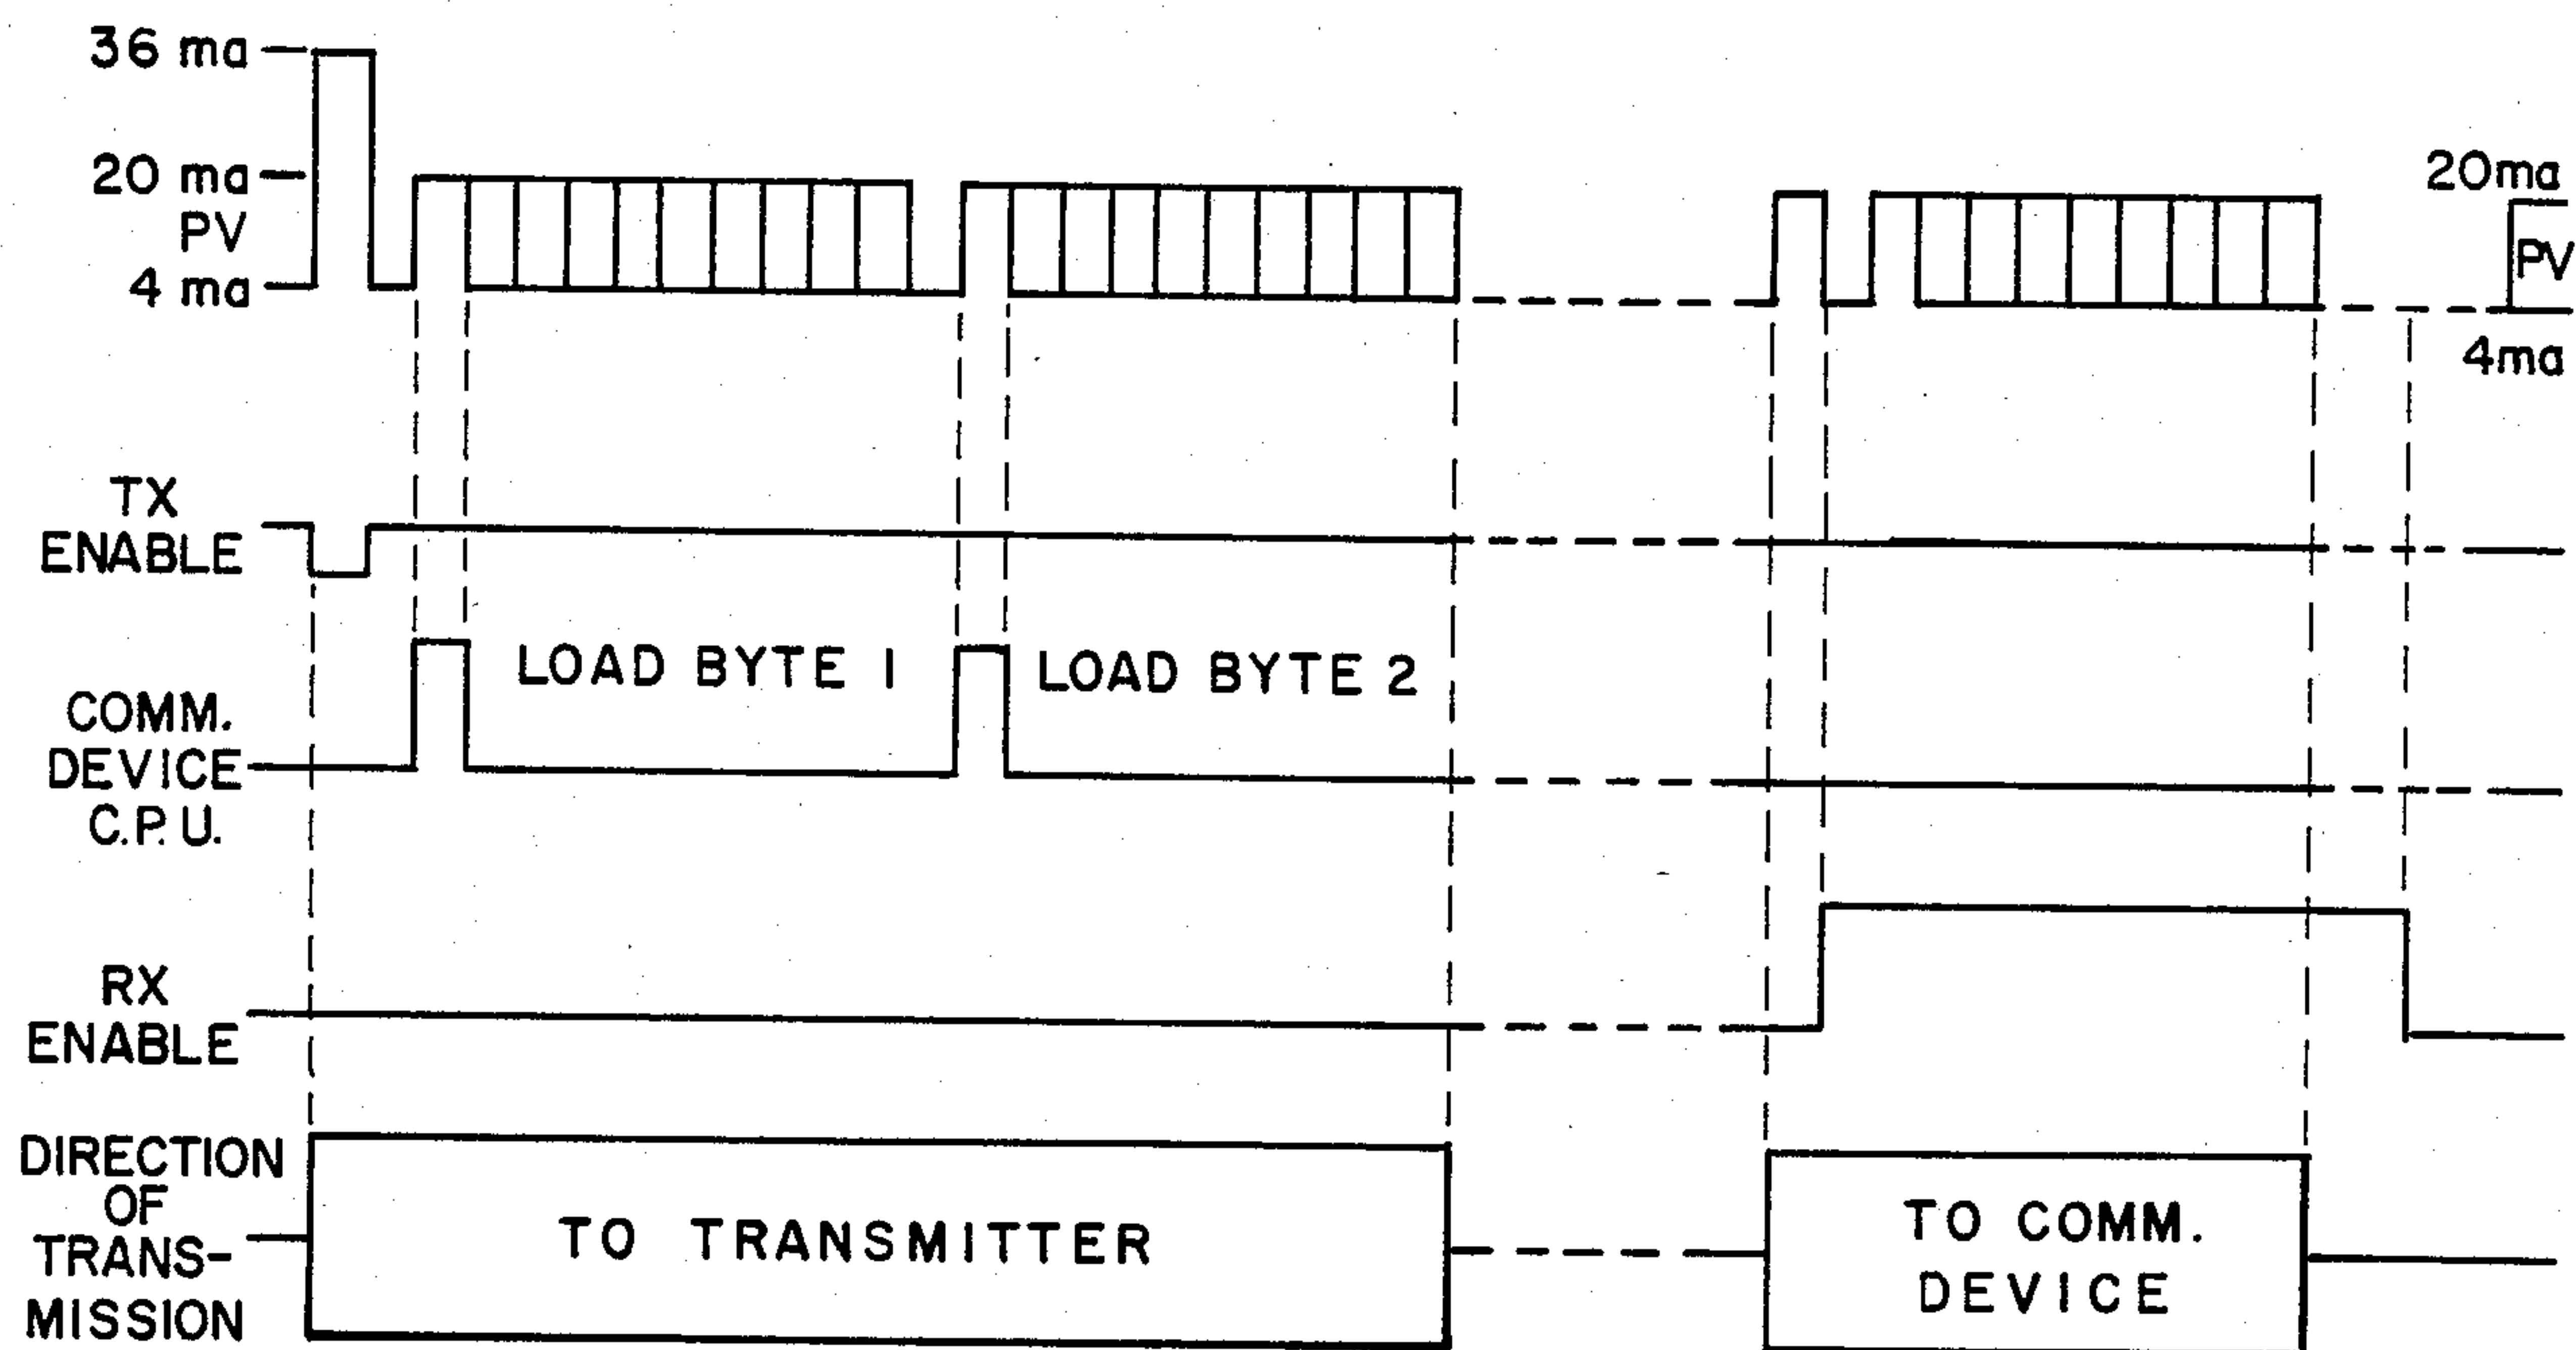 36 ma
20 ma
PV
4 ma
20ma
PV
4ma
TX
ENABLE
LOAD BYTE 1
LOAD BYTE 2
COMM.
DEVICE
C.P.U.
RX
ENABLE
DIRECTION
OF
TRANS-
MISSION
TO TRANSMITTER
TO COMM.
DEVICE